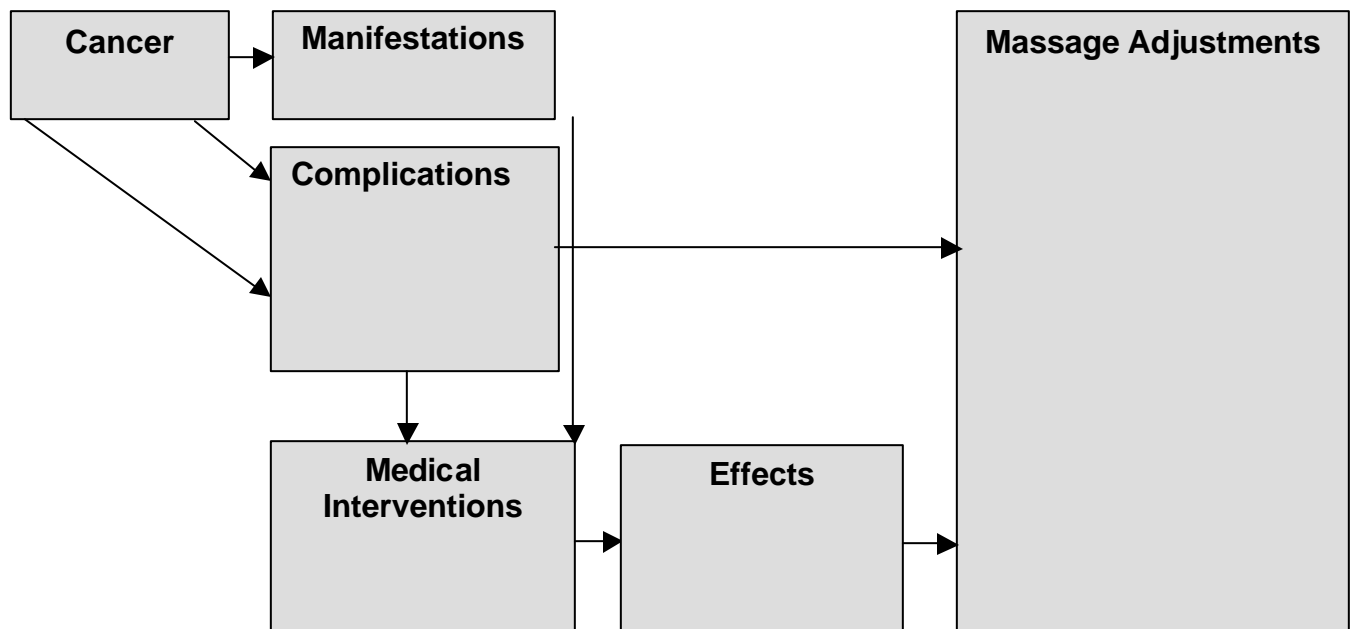 Cancer
Manifestations
Massage Adjustments
Complications
Medical
Interventions
Effects